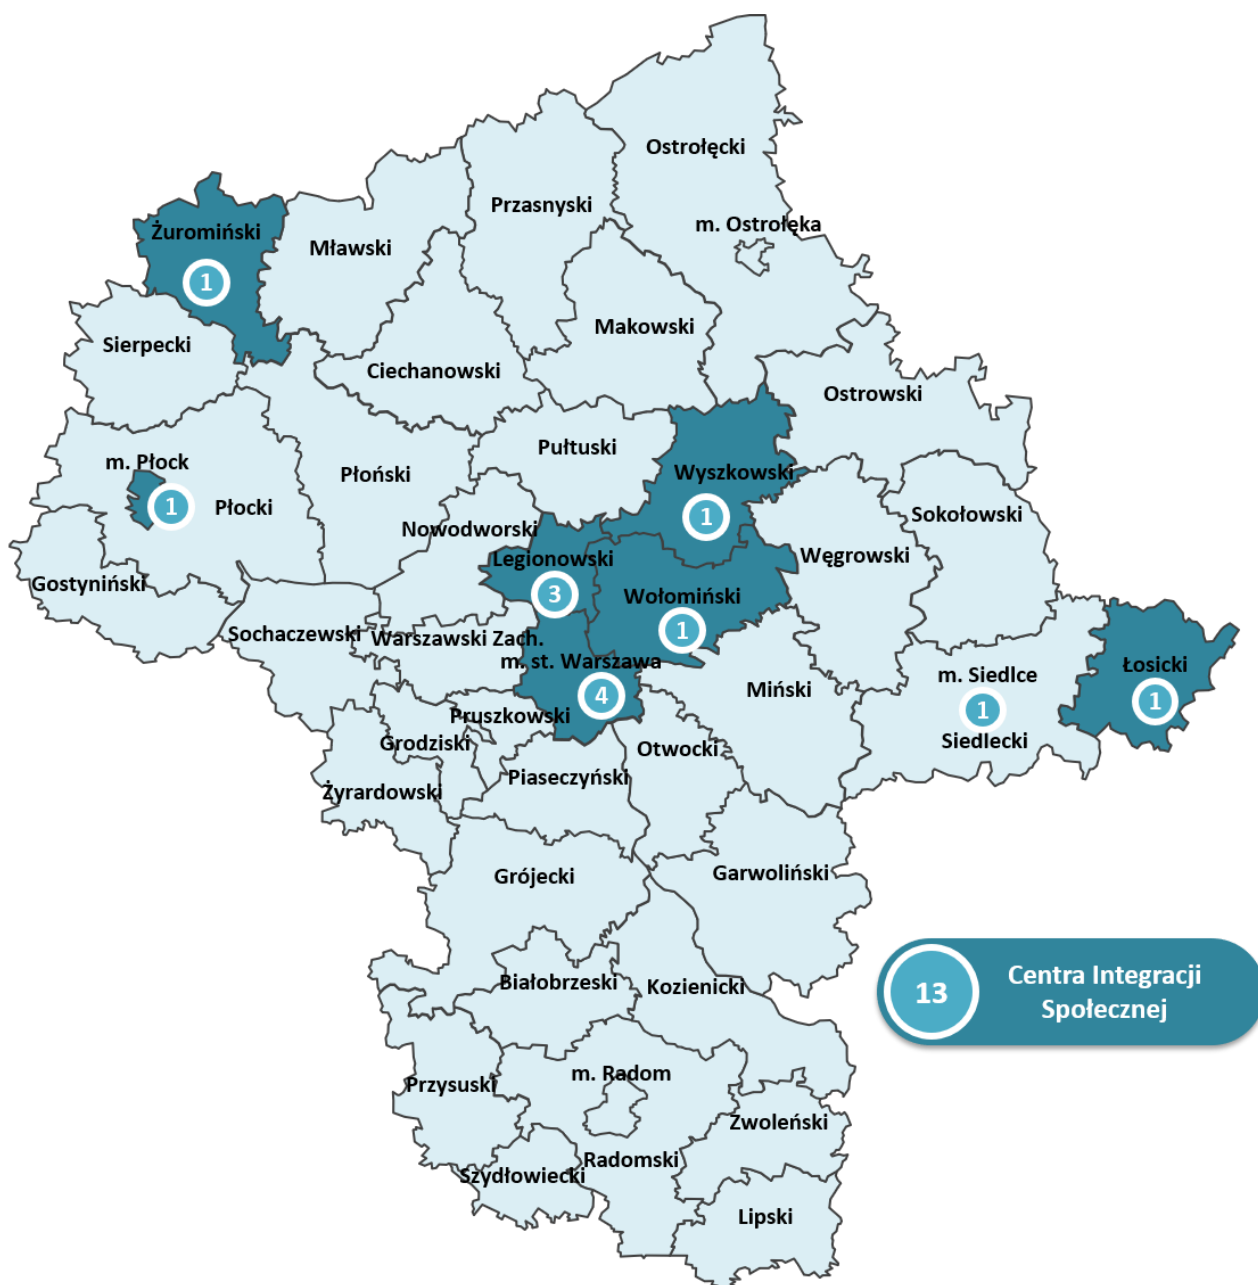 Ostrołęcki
Przasnyski
m. Ostrołęka
Żuromiński
Mławski
1
Makowski
Sierpecki
Ciechanowski
Ostrowski
Pułtuski
m. Płock
Płoński
Wyszkowski
1
Płocki
1
Sokołowski
Nowodworski
Legionowski
Węgrowski
Gostyniński
3
Wołomiński
1
Sochaczewski
Warszawski Zach.
m. st. Warszawa
4
Łosicki
1
m. Siedlce
1
Siedlecki
Miński
Pruszkowski
Grodziski
Otwocki
Piaseczyński
Żyrardowski
Grójecki
Garwoliński
Białobrzeski
Kozienicki
13
Centra Integracji
Społecznej
m. Radom
Przysuski
Zwoleński
Radomski
Szydłowiecki
Lipski